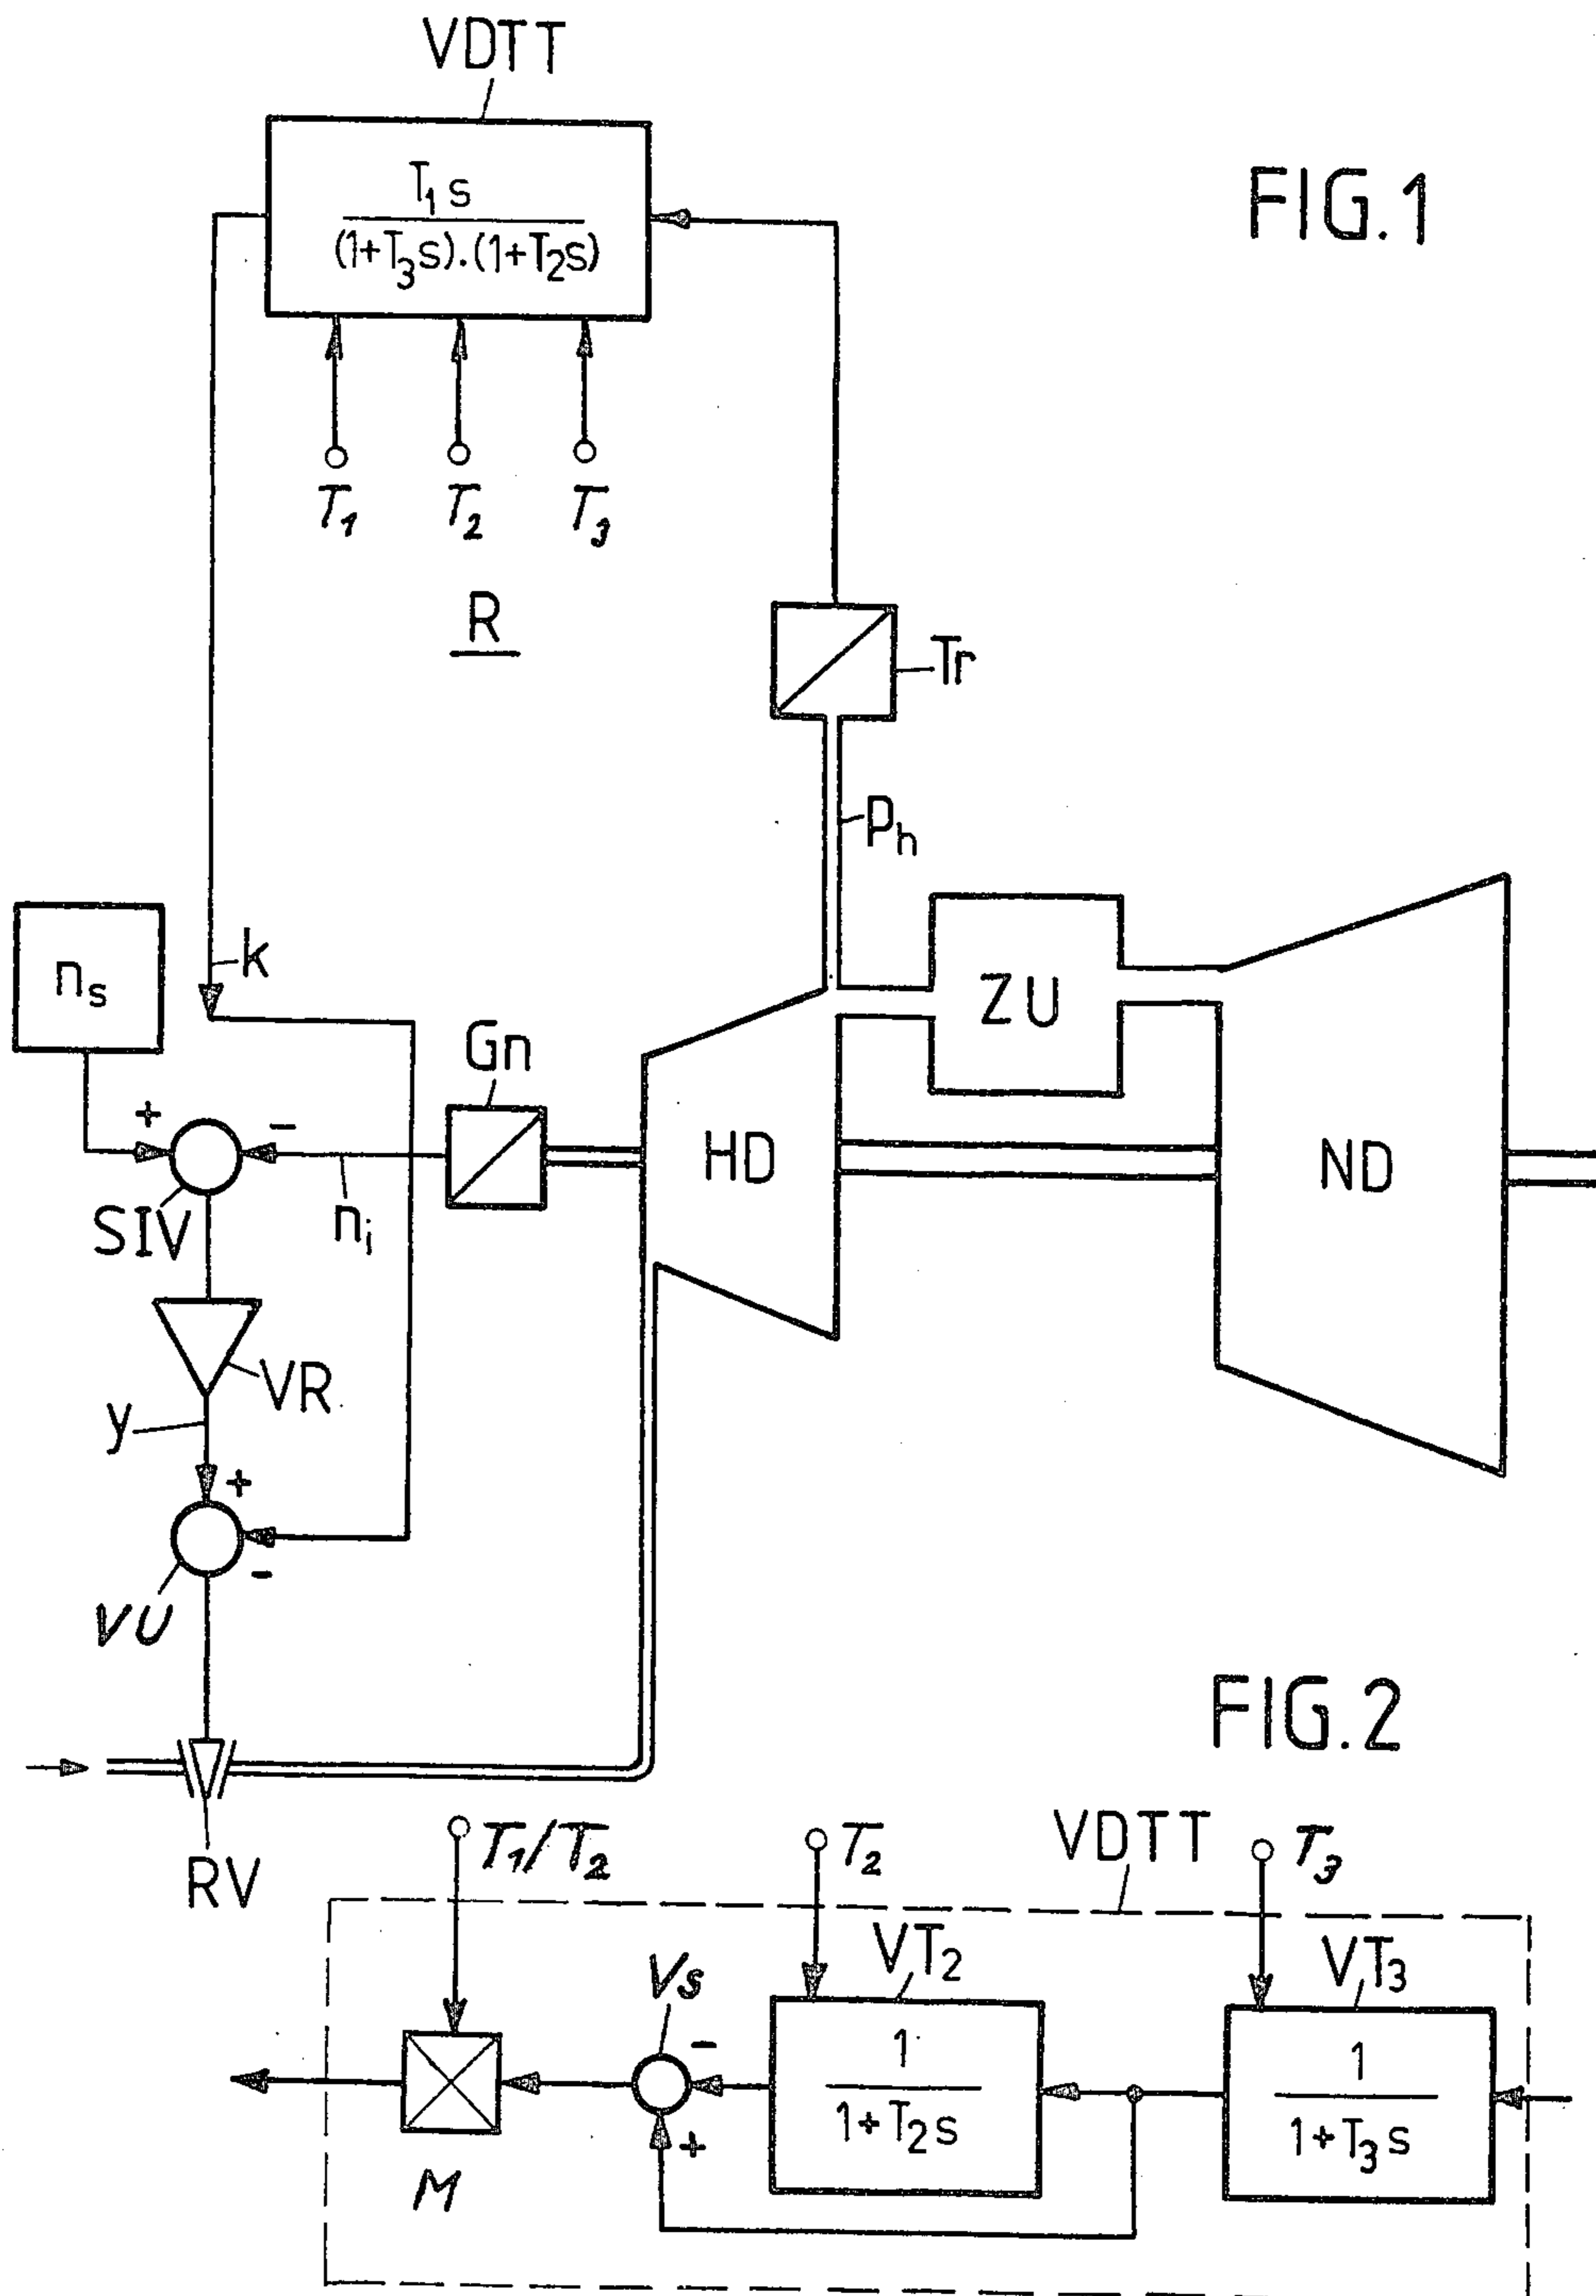 VDTT
FIG.1
T₁ s
(1+T₃s).(1+T₂s)
T₁ T₂ T₃
R
Tr
Pₕ
nₛ
k
ZU
Gn
+ -
HD
ND
SIV
nᵢ
VR
y
+
-
VU
FIG.2
RV
T₁/T₂
T₂
VDTT
T₃
Vs
VT₂
VT₃
-
1
1+T₂s
1
1+T₃s
+
M